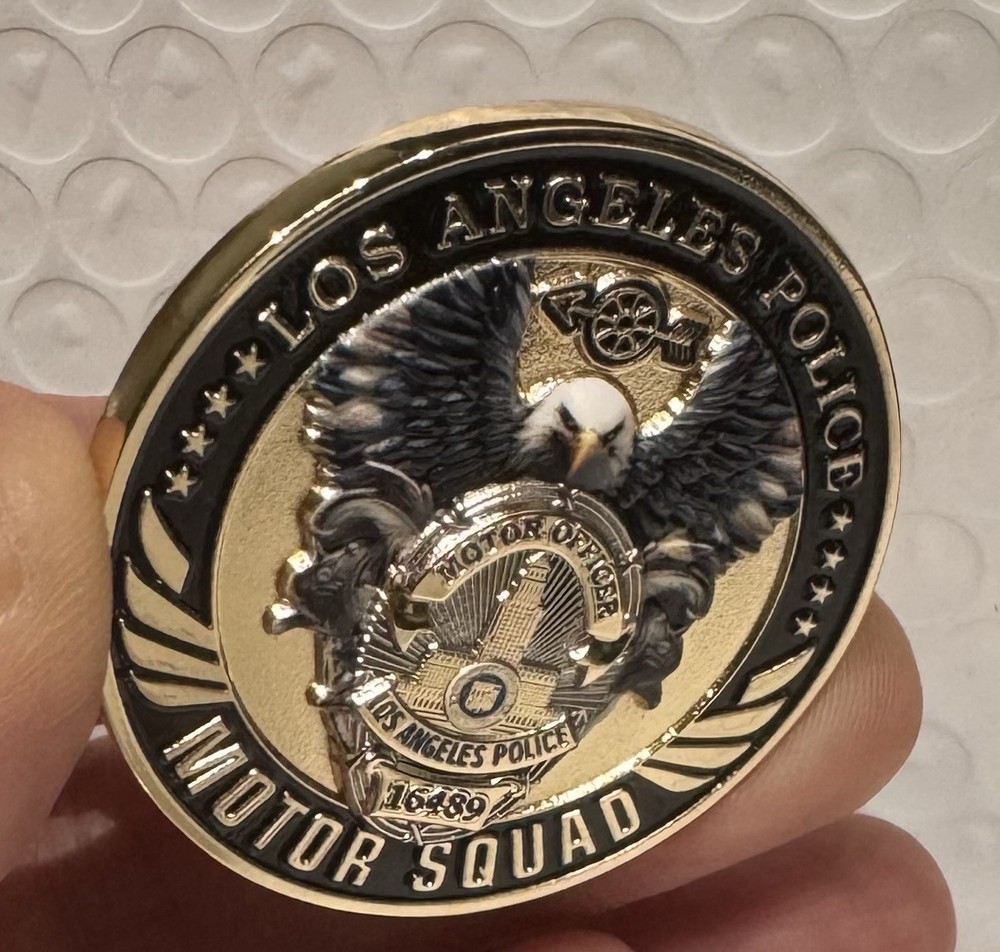 LOS ANGELES POLICE
MOTOR OFFICER
LOS ANGELES POLICE
16489
MOTOR SQUAD